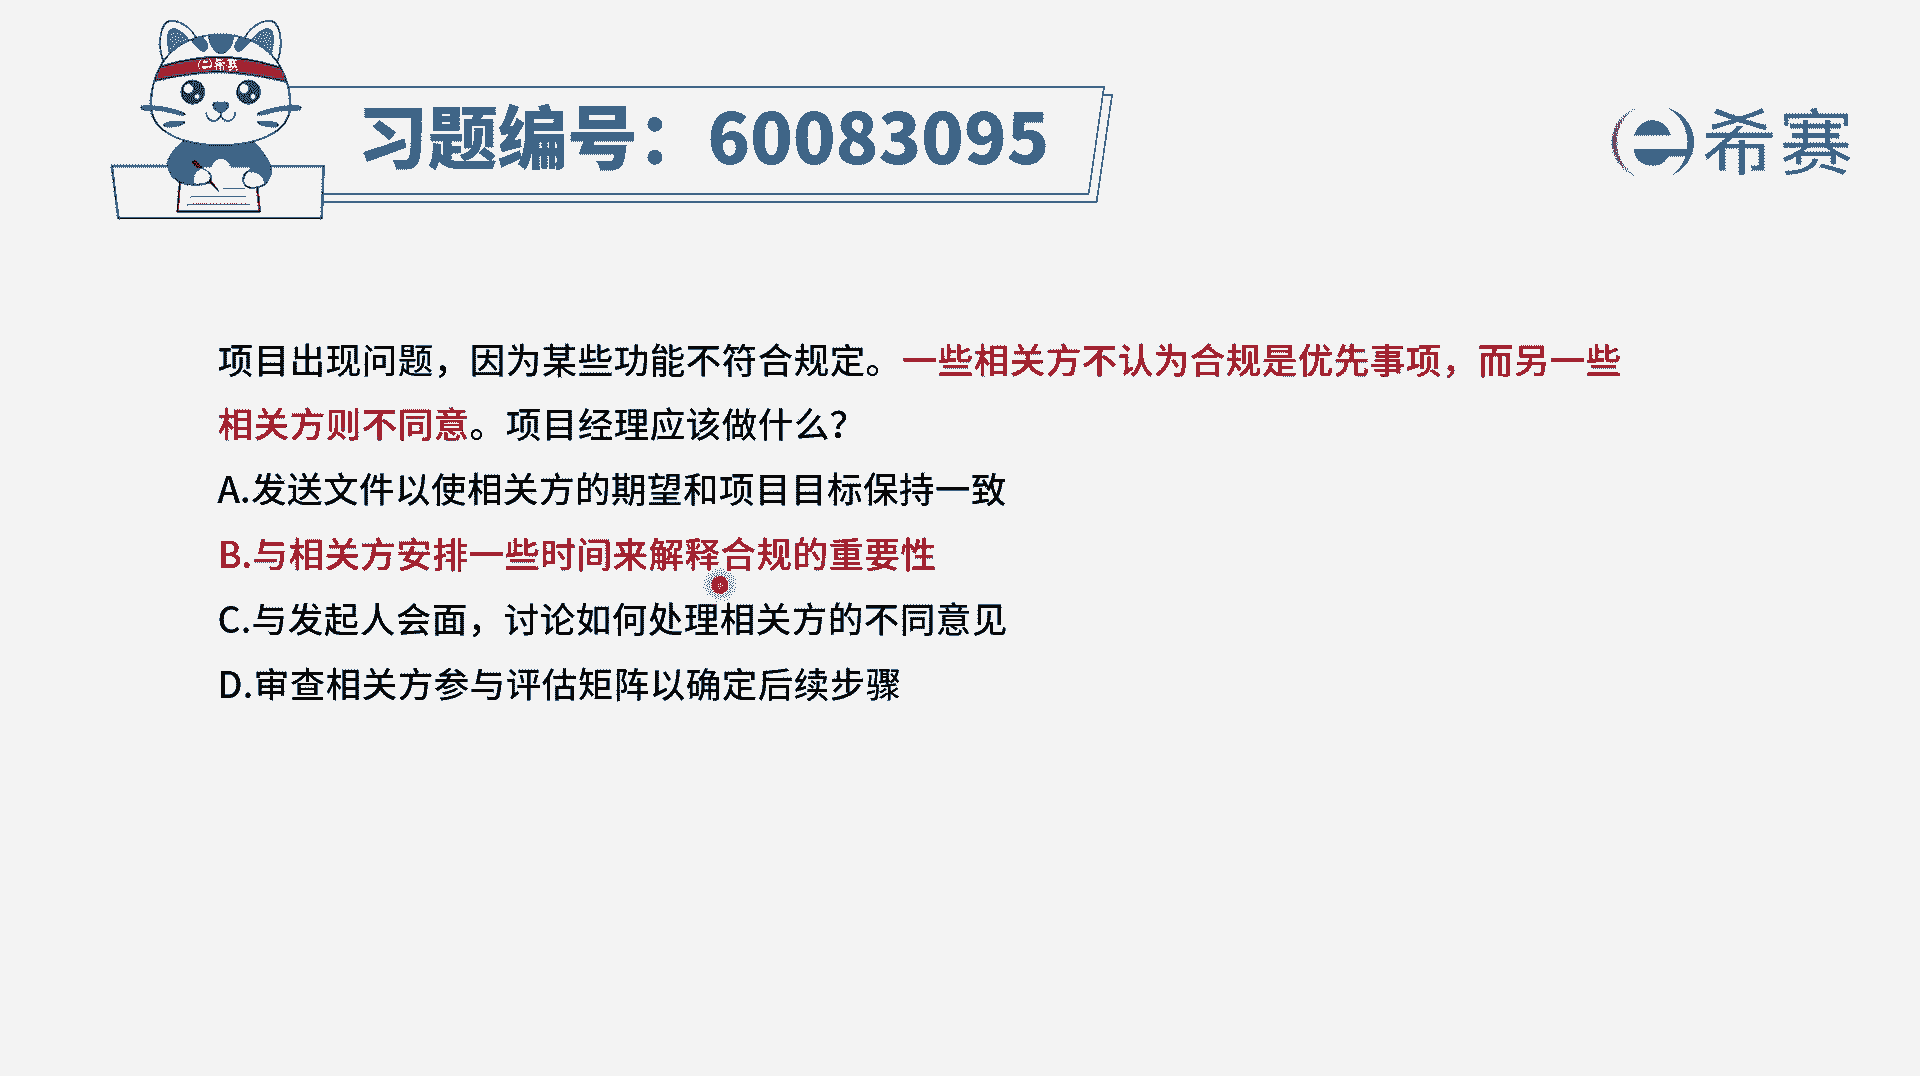 希赛
习题编号：60083095
希赛
项目出现问题，因为某些功能不符合规定。一些相关方不认为合规是优先事项，而另一些
相关方则不同意。项目经理应该做什么？
A.发送文件以使相关方的期望和项目目标保持一致
B.与相关方安排一些时间来解释合规的重要性
C.与发起人会面，讨论如何处理相关方的不同意见
D.审查相关方参与评估矩阵以确定后续步骤